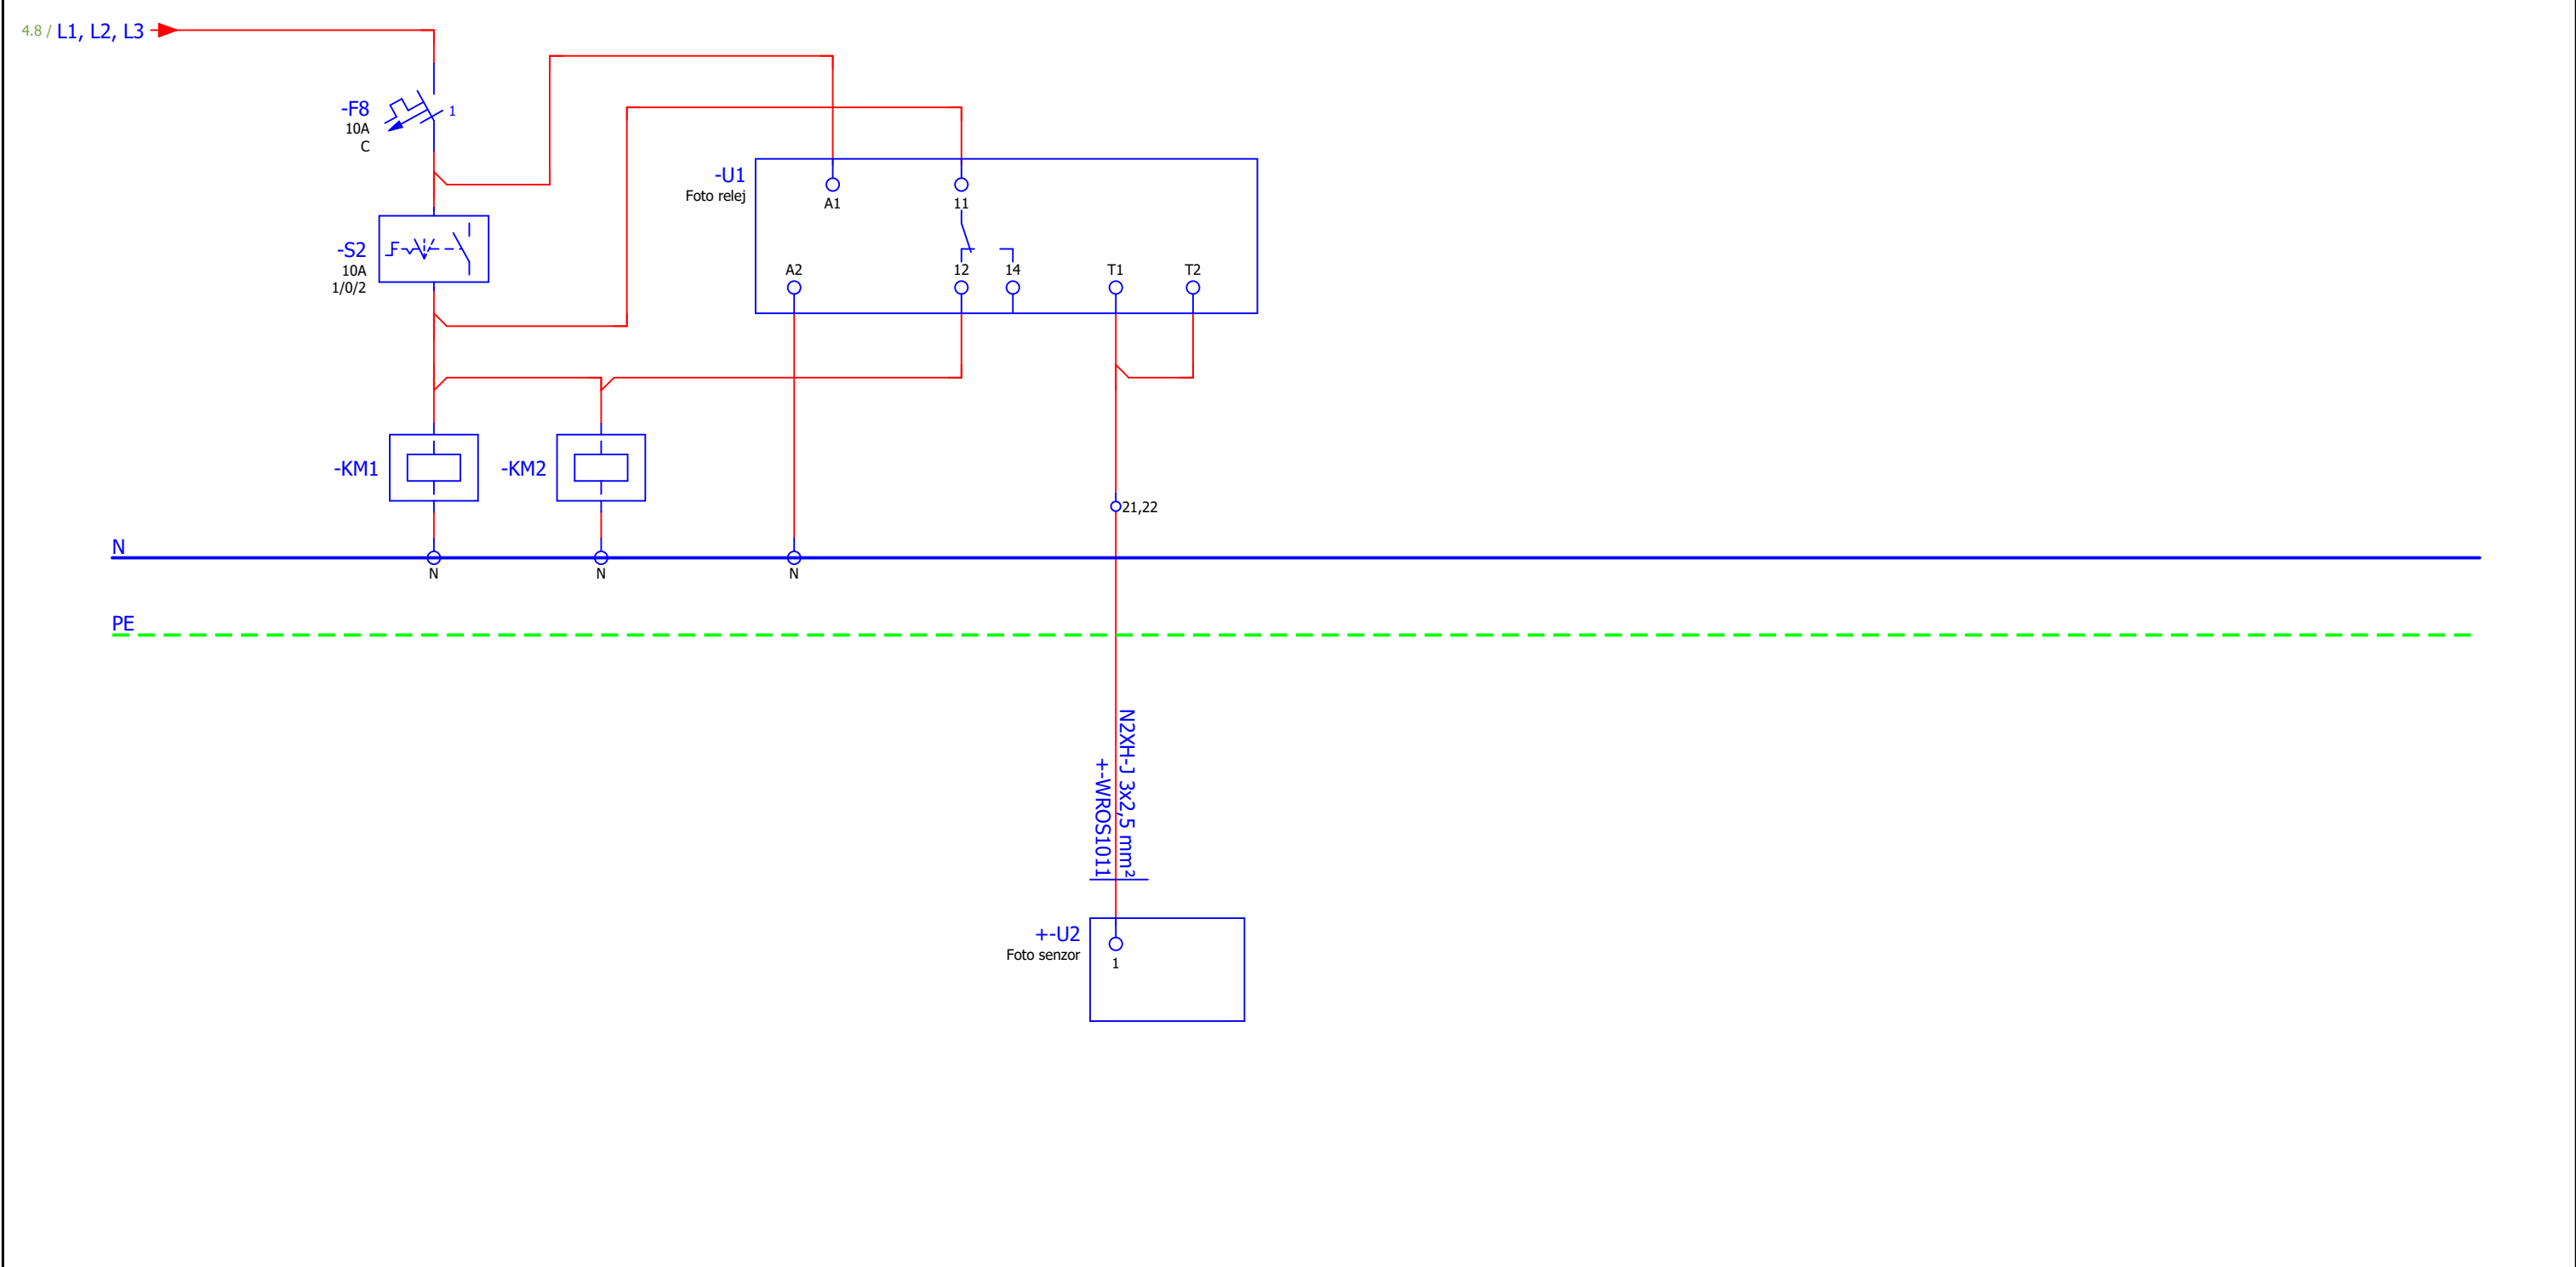 4.8 / L1, L2, L3
-F8
10A
C
1
-U1
Foto relej
A1
11
-S2
10A
1/0/2
A2
12
14
T1
T2
-KM1
-KM2
21,22
N
N
N
N
PE
N2XH-J 3x2,5 mm²
+-WROS1011
+-U2
Foto senzor
1